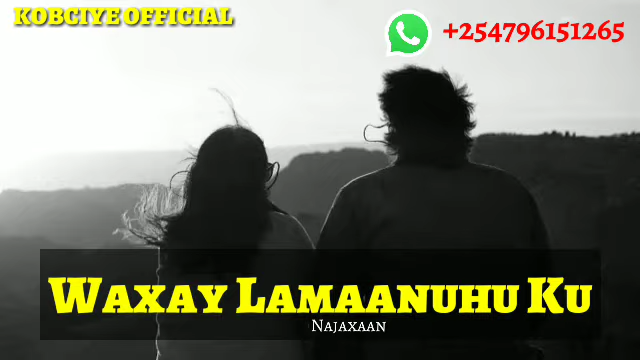 KOBCIYE OFFICIAL
+254796151265
Waxay Lamaanuhu Ku
Najaxaan